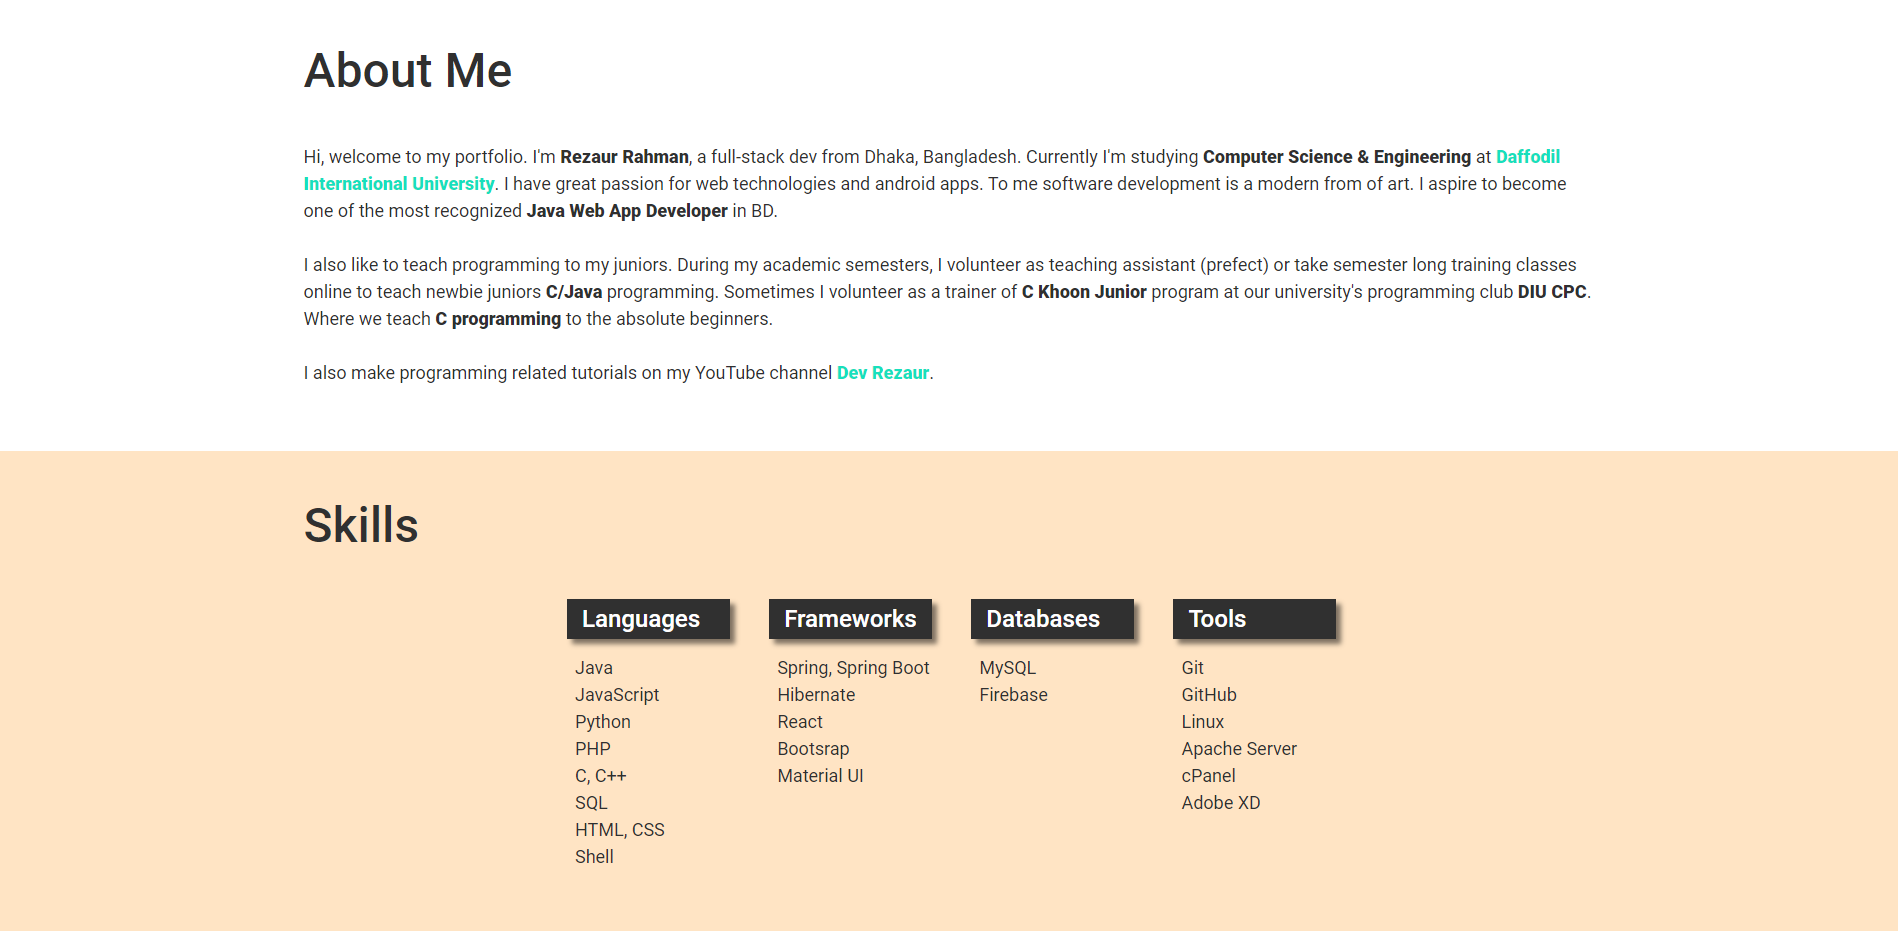 About Me
Hi, welcome to my portfolio. I'm Rezaur Rahman, a full-stack dev from Dhaka, Bangladesh. Currently I'm studying Computer Science & Engineering at Daffodil
International University. I have great passion for web technologies and android apps. To me software development is a modern from of art. I aspire to become
one of the most recognized Java Web App Developer in BD.
I also like to teach programming to my juniors. During my academic semesters, I volunteer as teaching assistant (prefect) or take semester long training classes
online to teach newbie juniors C/Java programming. Sometimes I volunteer as a trainer of C Khoon Junior program at our university's programming club DIU CPC.
Where we teach C programming to the absolute beginners.
I also make programming related tutorials on my YouTube channel Dev Rezaur.
Skills
Languages
Java
JavaScript
Python
PHP
C, C++
SQL
HTML, CSS
Shell
Frameworks
Spring, Spring Boot
Hibernate
React
Bootsrap
Material UI
Databases
MySQL
Firebase
Tools
Git
GitHub
Linux
Apache Server
cPanel
Adobe XD